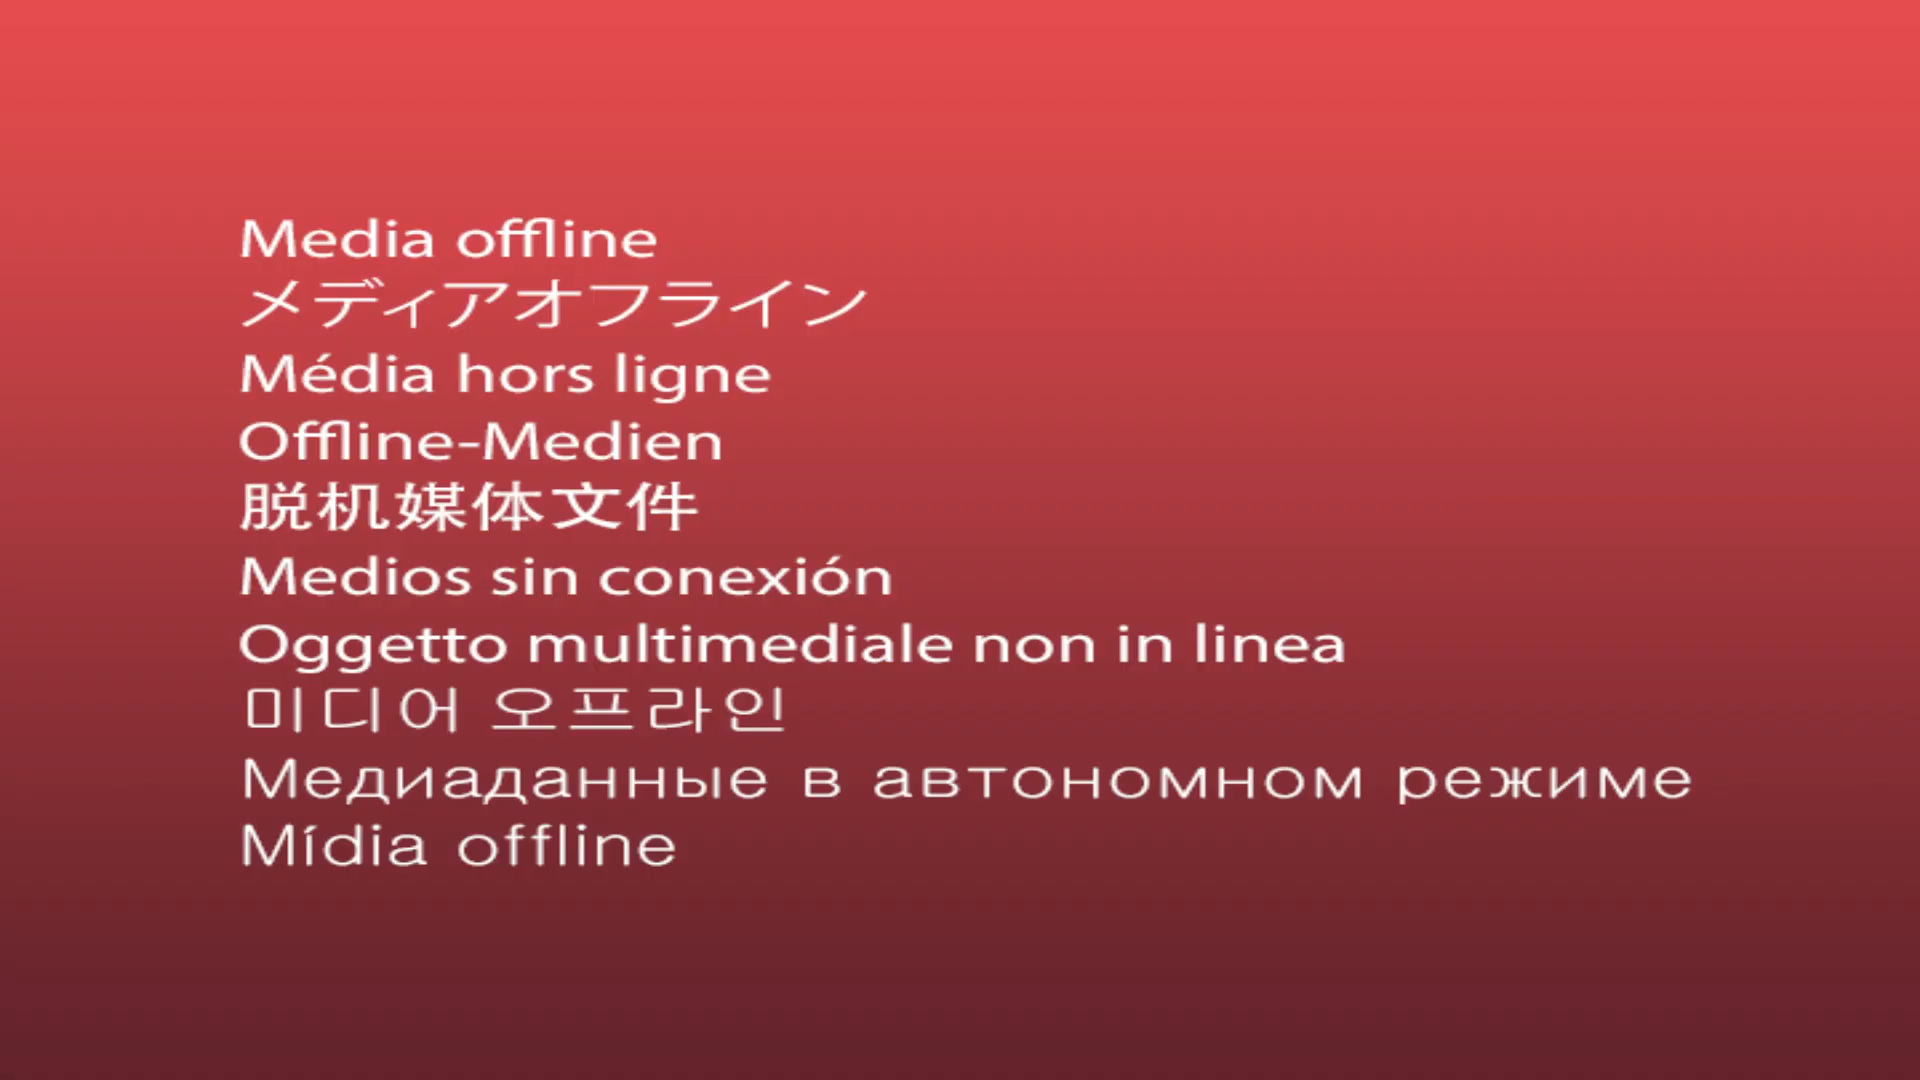 Media offline
メディアオフライン
Média hors ligne
Offline-Medien
脱机媒体文件
Medios sin conexión
Oggetto multimediale non in linea
미디어 오프라인
Медиаданные в автономном режиме
Mídia offline